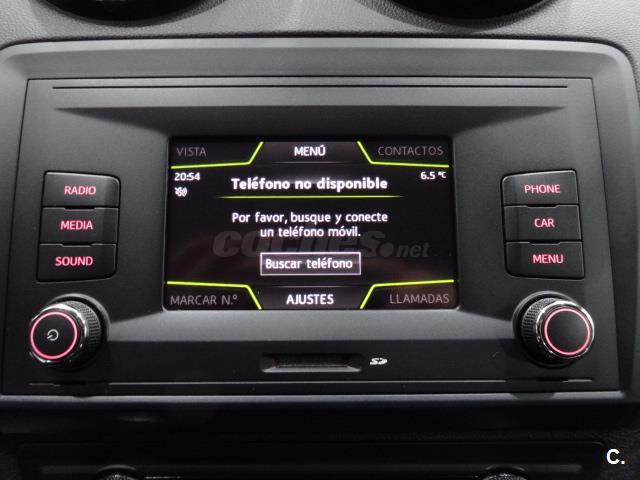 VISTA
MENÚ
CONTACTOS
20:54
6.5 °C
Teléfono no disponible
Por favor, busque y conecte
un teléfono móvil.
coches.net
Buscar teléfono
MARCAR N.º
AJUSTES
LLAMADAS
RADIO
MEDIA
SOUND
PHONE
CAR
MENU
SD
C.